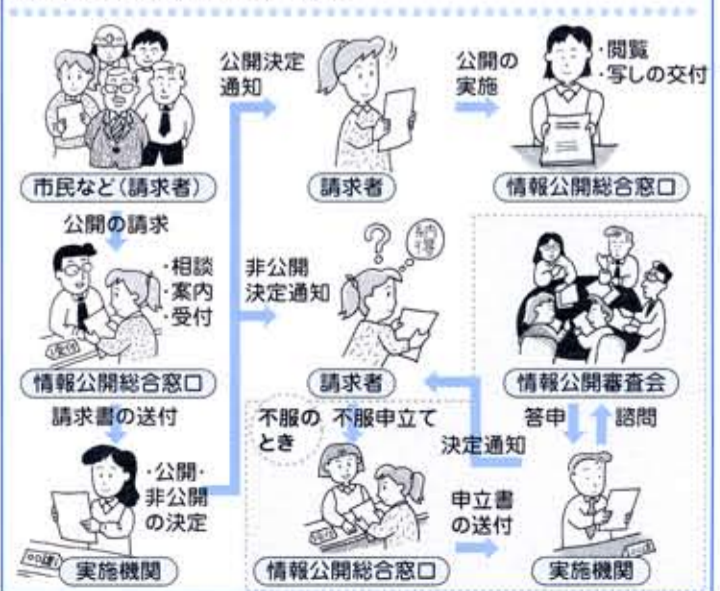 公開決定
通知
公開の
実施
・閲覧
・写しの交付
市民など(請求者)
請求者
情報公開総合窓口
公開の請求
・相談
・案内
・受付
受付
情報公開総合窓口
非公開
決定通知
?
納得
請求者
情報公開審査会
請求書の送付
・公開・
非公開
の決定
○○課
実施機関
不服の
とき
不服申立て
決定通知
答申
諮問
申立書
の送付
情報公開総合窓口
実施機関